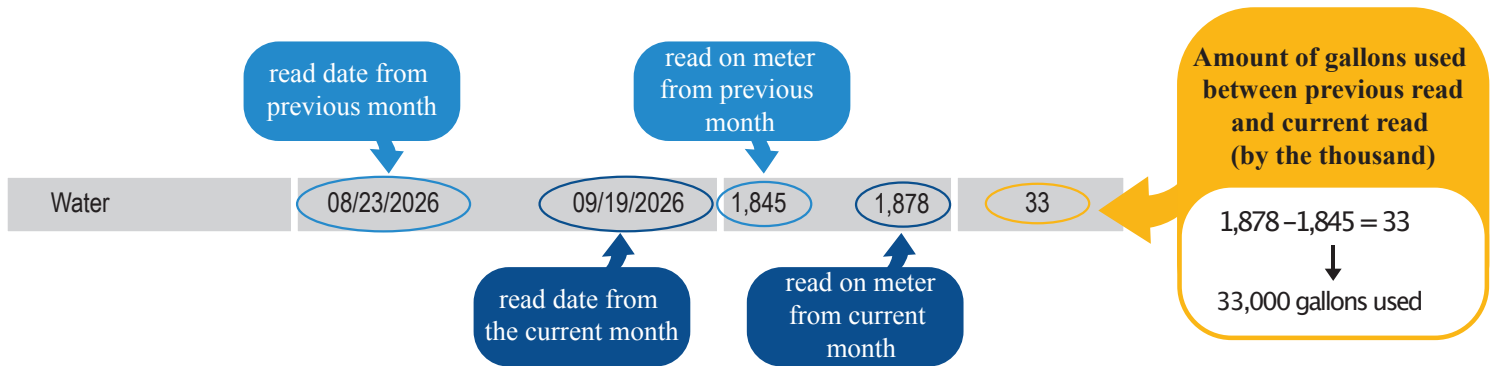 read date from
previous month
read on meter
from previous
month
Amount of gallons used
between previous read
and current read
(by the thousand)
Water 08/23/2026 09/19/2026 1,845 1,878 33
1,878 –1,845 = 33
33,000 gallons used
read date from
the current month
read on meter
from current
month